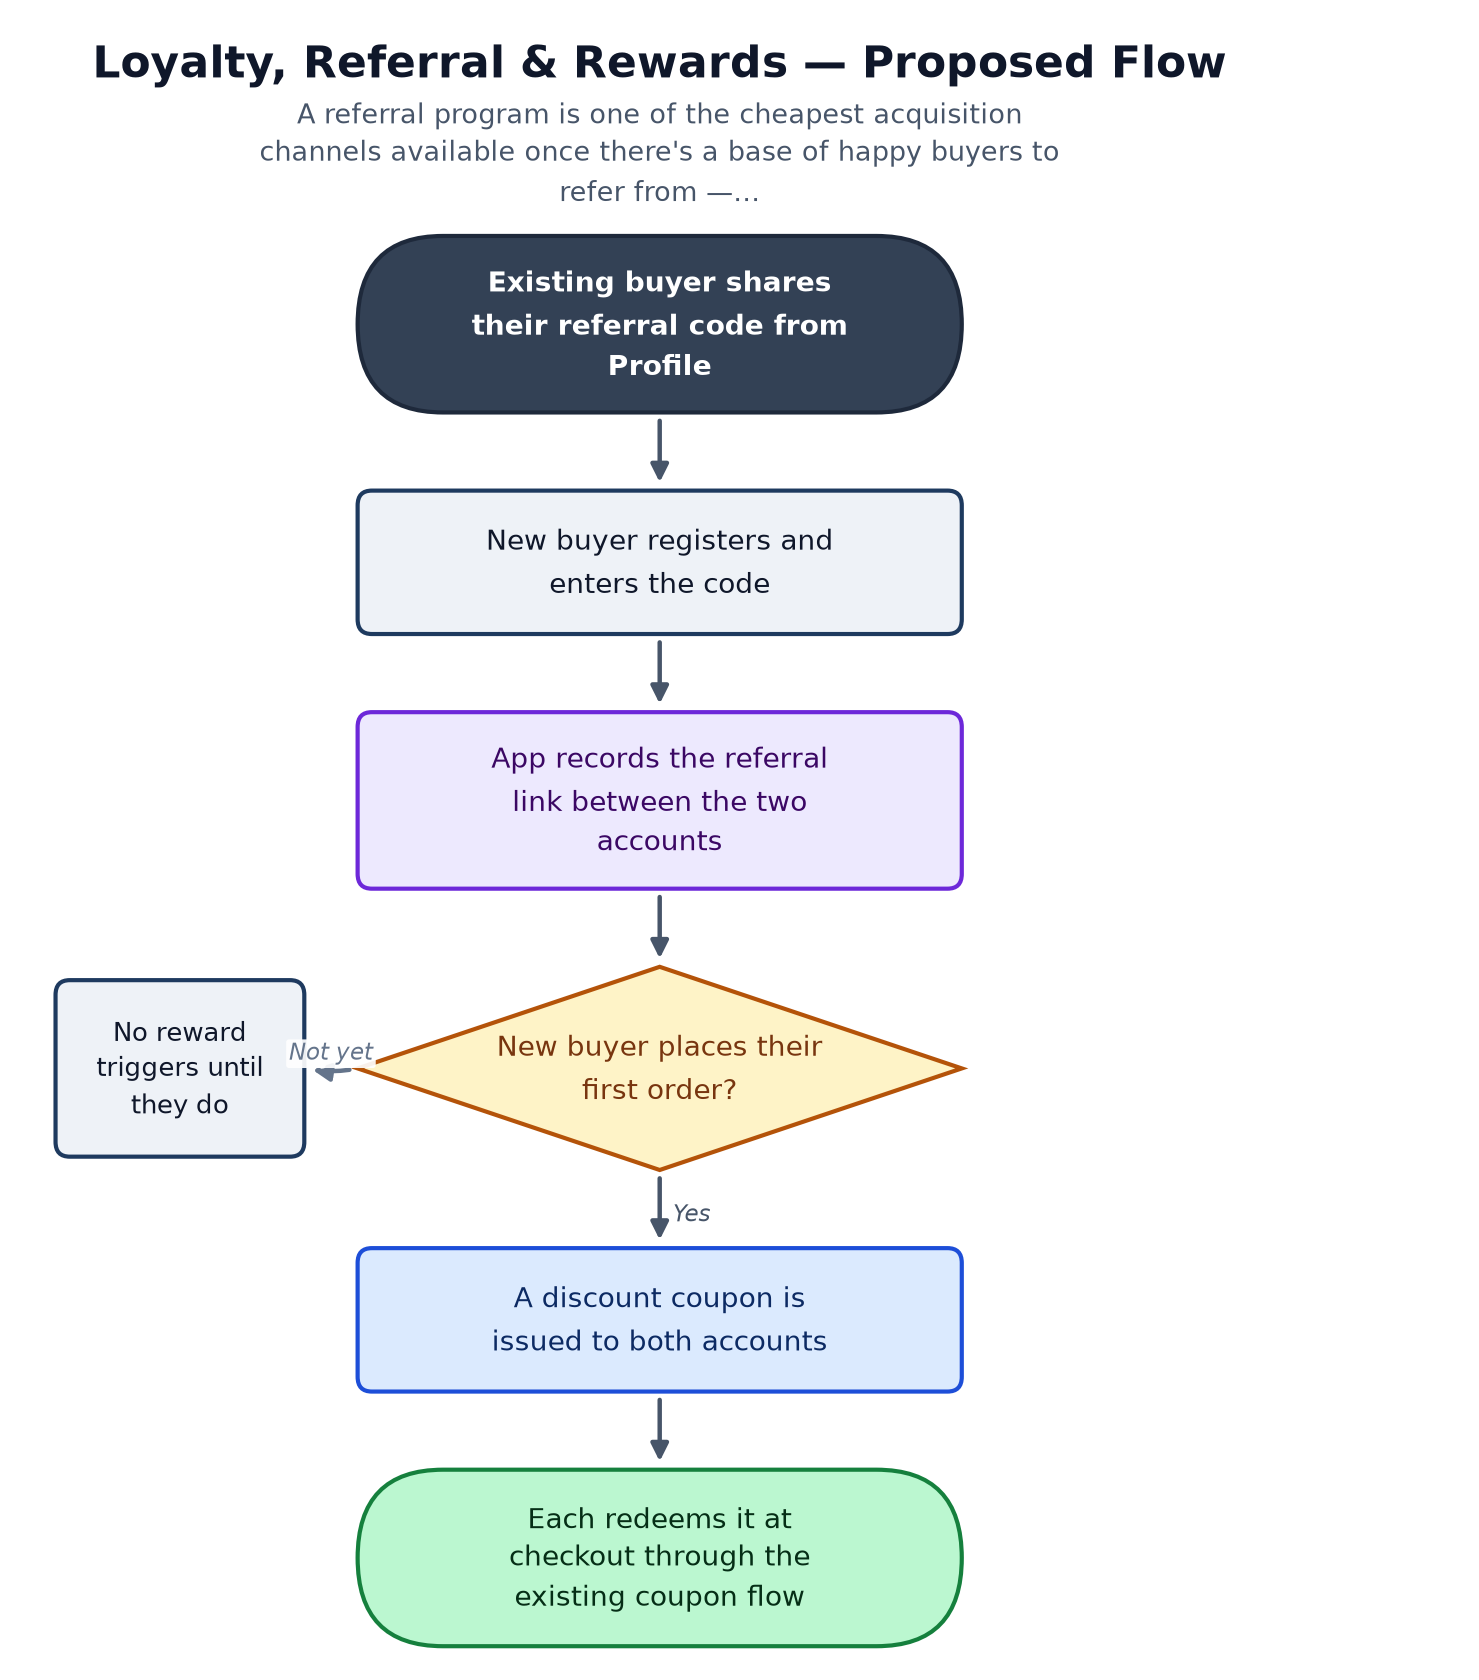 Loyalty, Referral & Rewards — Proposed Flow
A referral program is one of the cheapest acquisition
channels available once there's a base of happy buyers to
refer from —...
Existing buyer shares
their referral code from
Profile
New buyer registers and
enters the code
App records the referral
link between the two
accounts
No reward
triggers until
they do
Not yet
New buyer places their
first order?
Yes
A discount coupon is
issued to both accounts
Each redeems it at
checkout through the
existing coupon flow